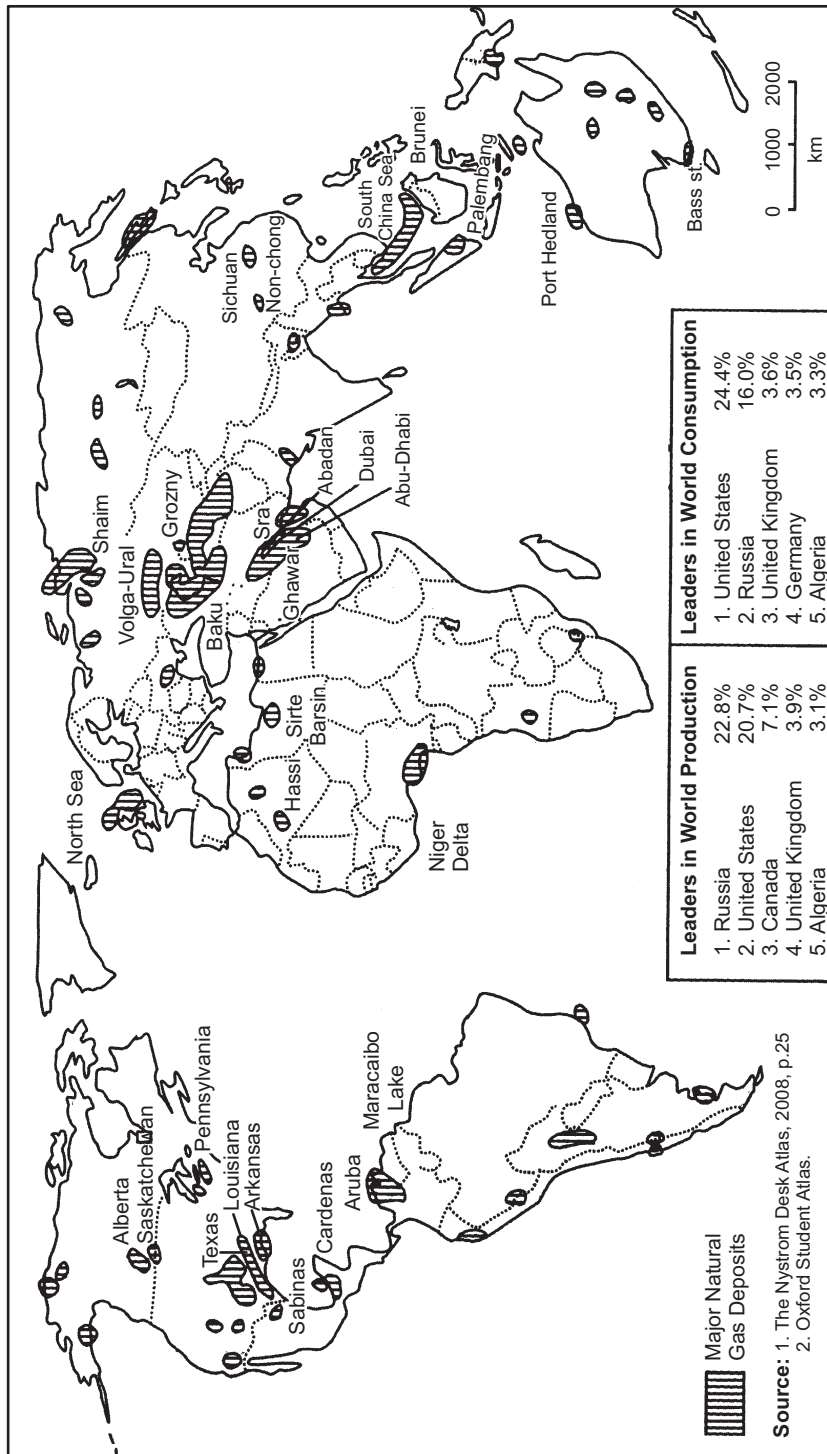 North Sea
Shaim
Volga-Ural
Grozny
Baku
Sra
Abadan
Dubai
Abu-Dhabi
Ghawar
Sirte
Barsin
Hassi
Niger
Delta
Sichuan
Non-chong
South
China Sea
Brunei
Palembang
Port Hedland
Bass st.
0 1000 2000
km
Alberta
Saskatchewan
Pennsylvania
Louisiana
Arkansas
Texas
Sabinas
Cardenas
Aruba
Maracaibo
Lake
Major Natural
Gas Deposits
Source: 1. The Nystrom Desk Atlas, 2008, p.25
2. Oxford Student Atlas.
Leaders in World Production
1. Russia 22.8%
2. United States 20.7%
3. Canada 7.1%
4. United Kingdom 3.9%
5. Algeria 3.1%
Leaders in World Consumption
1. United States 24.4%
2. Russia 16.0%
3. United Kingdom 3.6%
4. Germany 3.5%
5. Algeria 3.3%